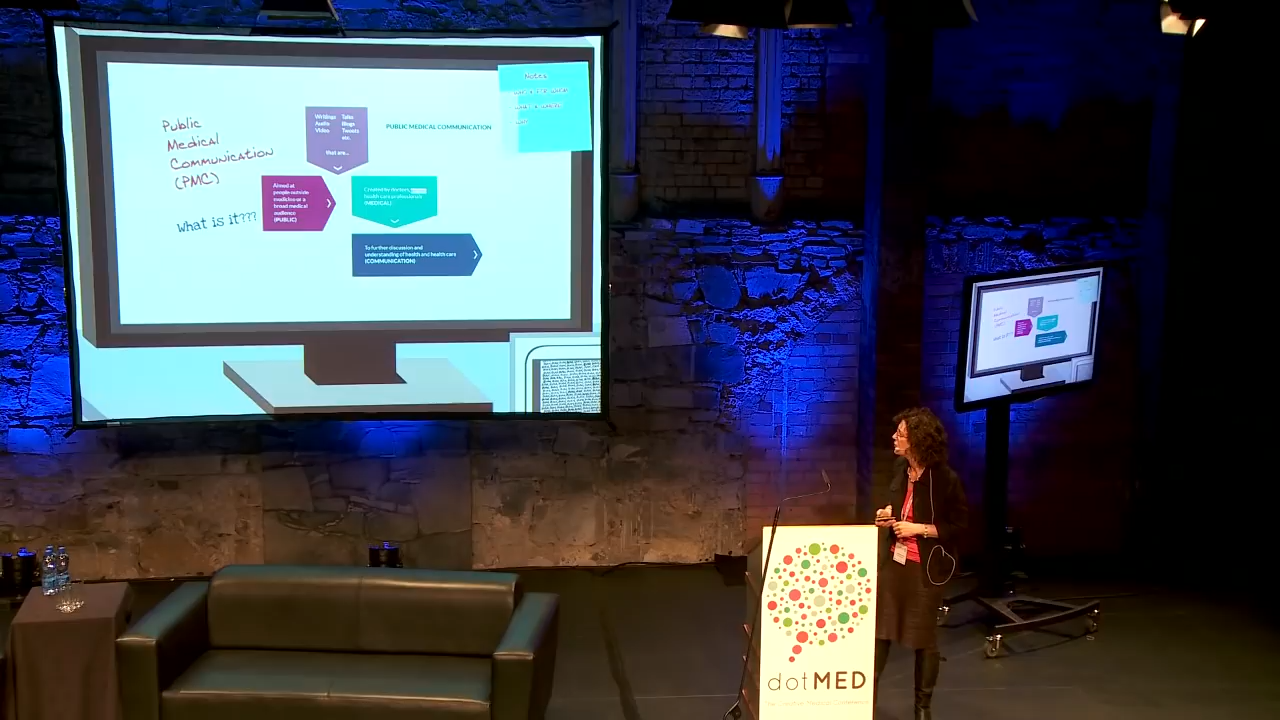 Public
Medical
Communication
(PMC)
What is it???
Writings Talks
Audio Blogs
Video Tweets
etc.
that are...
PUBLIC MEDICAL COMMUNICATION
Notes
Aimed at
people outside
medicine or a
broad medical
audience
(PUBLIC)
Created by doctors,
health care professionals
(MEDICAL)
To further discussion and
understanding of health and health care
(COMMUNICATION)
dotMED